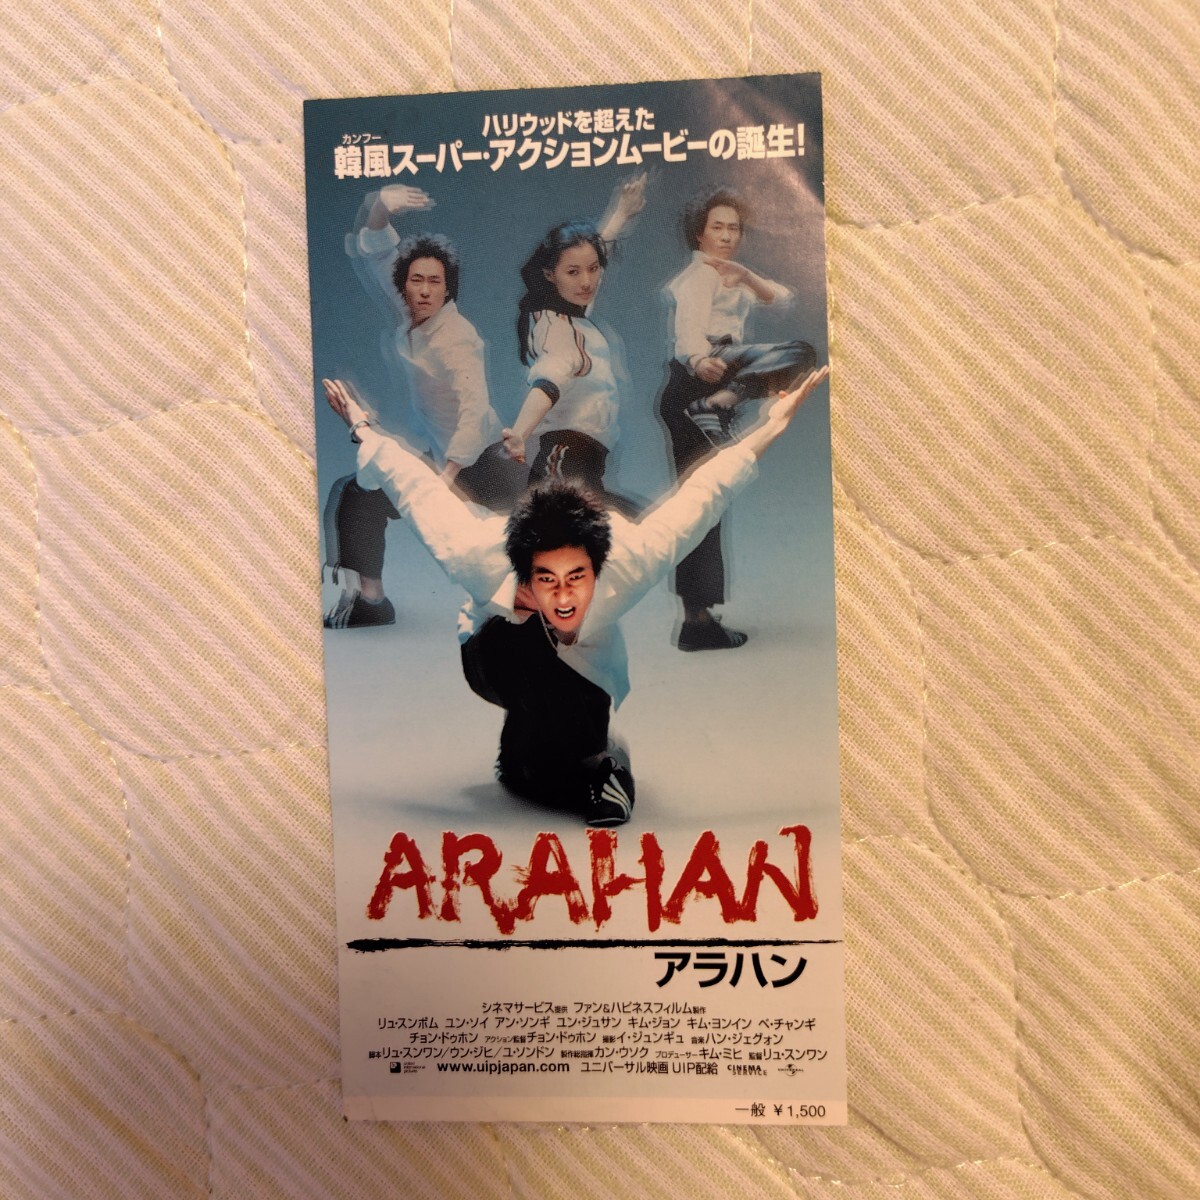 ハリウッドを超えた
カンフー
韓風スーパー・アクションムービーの誕生!
ARAHAN
アラハン
シネマサービス提供 ファン&ハピネスフィルム製作
リュ・スンボム ユン・ソイ アン・ソンギ ユン・ジュサン キム・ジョン キム・ヨンイン ペ・チャンギ
チョン・ドゥホン アクション監督チョン・ドゥホン 撮影イ・ジュンギュ 音楽ハン・ジェグォン
脚本リュ・スンワン/ウン・ジヒ/ユ・ソンドン 製作総指揮カン・ウソク プロデューサーキム・ミヒ 監督リュ・スンワン
www.uipjapan.com ユニバーサル映画 UIP配給 CINEMA SERVICE UNIVERSAL
一般 ¥1,500